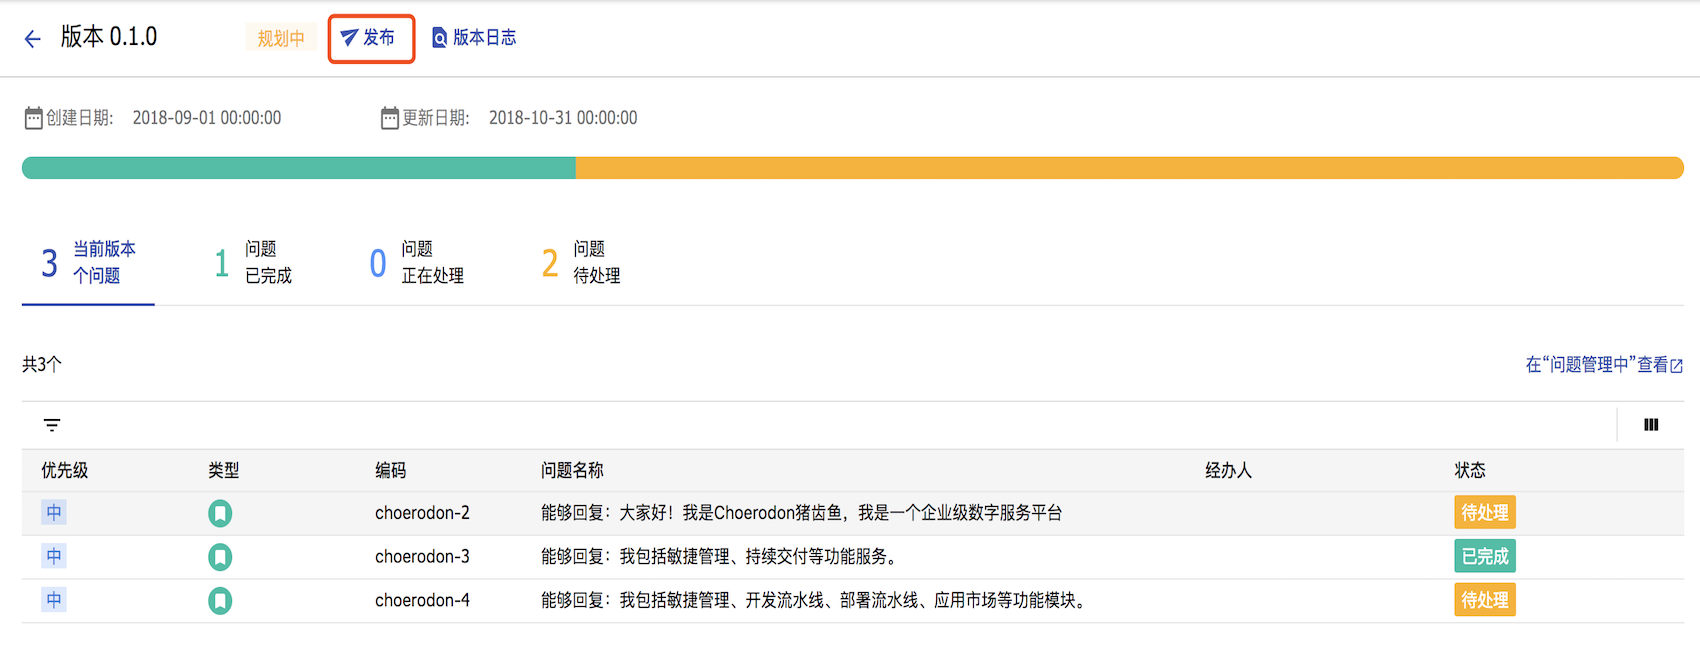 版本 0.1.0 规划中 发布 版本日志
创建日期: 2018-09-01 00:00:00 更新日期: 2018-10-31 00:00:00
3 当前版本 个问题 1 问题 已完成 0 问题 正在处理 2 问题 待处理
共3个 在“问题管理中”查看
优先级 类型 编码 问题名称 经办人 状态
中 choerodon-2 能够回复：大家好！我是Choerodon猪齿鱼，我是一个企业级数字服务平台 待处理
中 choerodon-3 能够回复：我包括敏捷管理、持续交付等功能服务。 已完成
中 choerodon-4 能够回复：我包括敏捷管理、开发流水线、部署流水线、应用市场等功能模块。 待处理